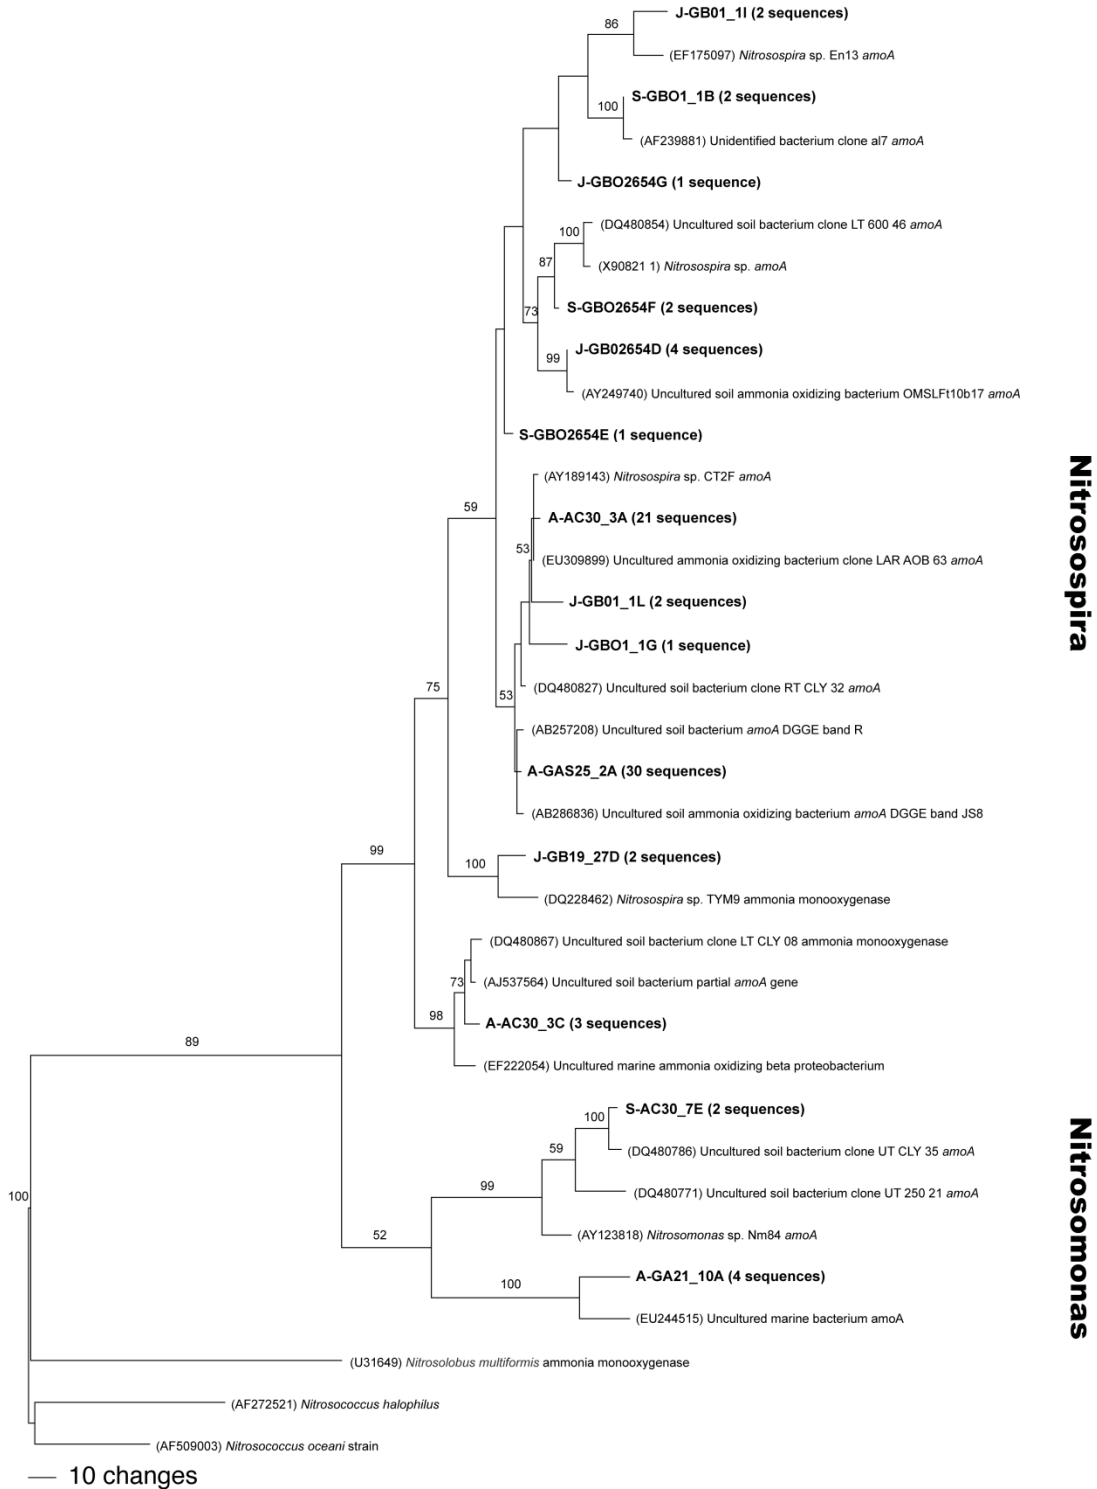 86
J-GB01_1I (2 sequences)
(EF175097) Nitrosospira sp. En13 amoA
S-GBO1_1B (2 sequences)
100
(AF239881) Unidentified bacterium clone al7 amoA
J-GBO2654G (1 sequence)
(DQ480854) Uncultured soil bacterium clone LT 600 46 amoA
100
87
(X90821 1) Nitrosospira sp. amoA
S-GBO2654F (2 sequences)
73
J-GB02654D (4 sequences)
99
(AY249740) Uncultured soil ammonia oxidizing bacterium OMSLFt10b17 amoA
S-GBO2654E (1 sequence)
(AY189143) Nitrosospira sp. CT2F amoA
59
A-AC30_3A (21 sequences)
53
(EU309899) Uncultured ammonia oxidizing bacterium clone LAR AOB 63 amoA
Nitrosospira
J-GB01_1L (2 sequences)
J-GBO1_1G (1 sequence)
75
(DQ480827) Uncultured soil bacterium clone RT CLY 32 amoA
53
(AB257208) Uncultured soil bacterium amoA DGGE band R
A-GAS25_2A (30 sequences)
(AB286836) Uncultured soil ammonia oxidizing bacterium amoA DGGE band JS8
99
J-GB19_27D (2 sequences)
100
(DQ228462) Nitrosospira sp. TYM9 ammonia monooxygenase
(DQ480867) Uncultured soil bacterium clone LT CLY 08 ammonia monooxygenase
73
(AJ537564) Uncultured soil bacterium partial amoA gene
98
A-AC30_3C (3 sequences)
89
(EF222054) Uncultured marine ammonia oxidizing beta proteobacterium
S-AC30_7E (2 sequences)
100
59
(DQ480786) Uncultured soil bacterium clone UT CLY 35 amoA
99
(DQ480771) Uncultured soil bacterium clone UT 250 21 amoA
100
52
(AY123818) Nitrosomonas sp. Nm84 amoA
Nitrosomonas
A-GA21_10A (4 sequences)
100
(EU244515) Uncultured marine bacterium amoA
(U31649) Nitrosolobus multiformis ammonia monooxygenase
(AF272521) Nitrosococcus halophilus
(AF509003) Nitrosococcus oceani strain
10 changes